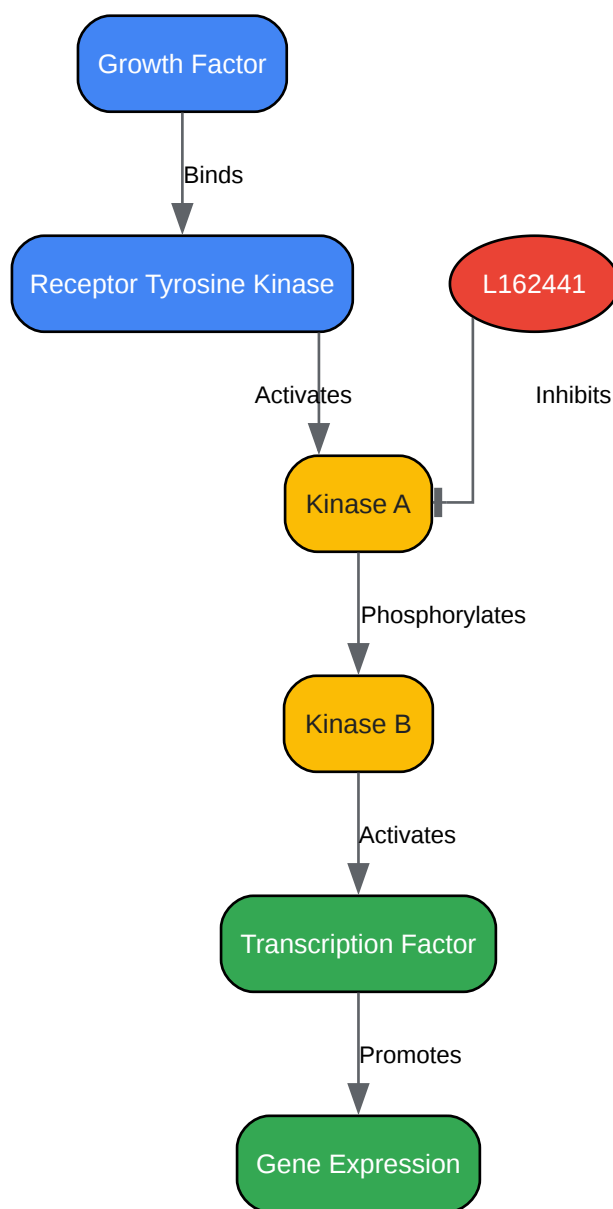 Growth Factor
Binds
Receptor Tyrosine Kinase
L162441
Activates
Inhibits
Kinase A
Phosphorylates
Kinase B
Activates
Transcription Factor
Promotes
Gene Expression